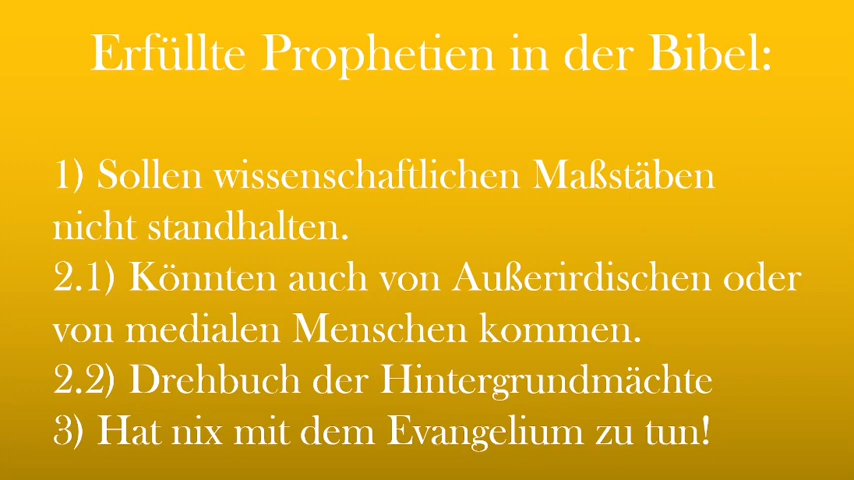 Erfüllte Prophetien in der Bibel:
1) Sollen wissenschaftlichen Maßstäben
nicht standhalten.
2.1) Könnten auch von Außerirdischen oder
von medialen Menschen kommen.
2.2) Drehbuch der Hintergrundmächte
3) Hat nix mit dem Evangelium zu tun!